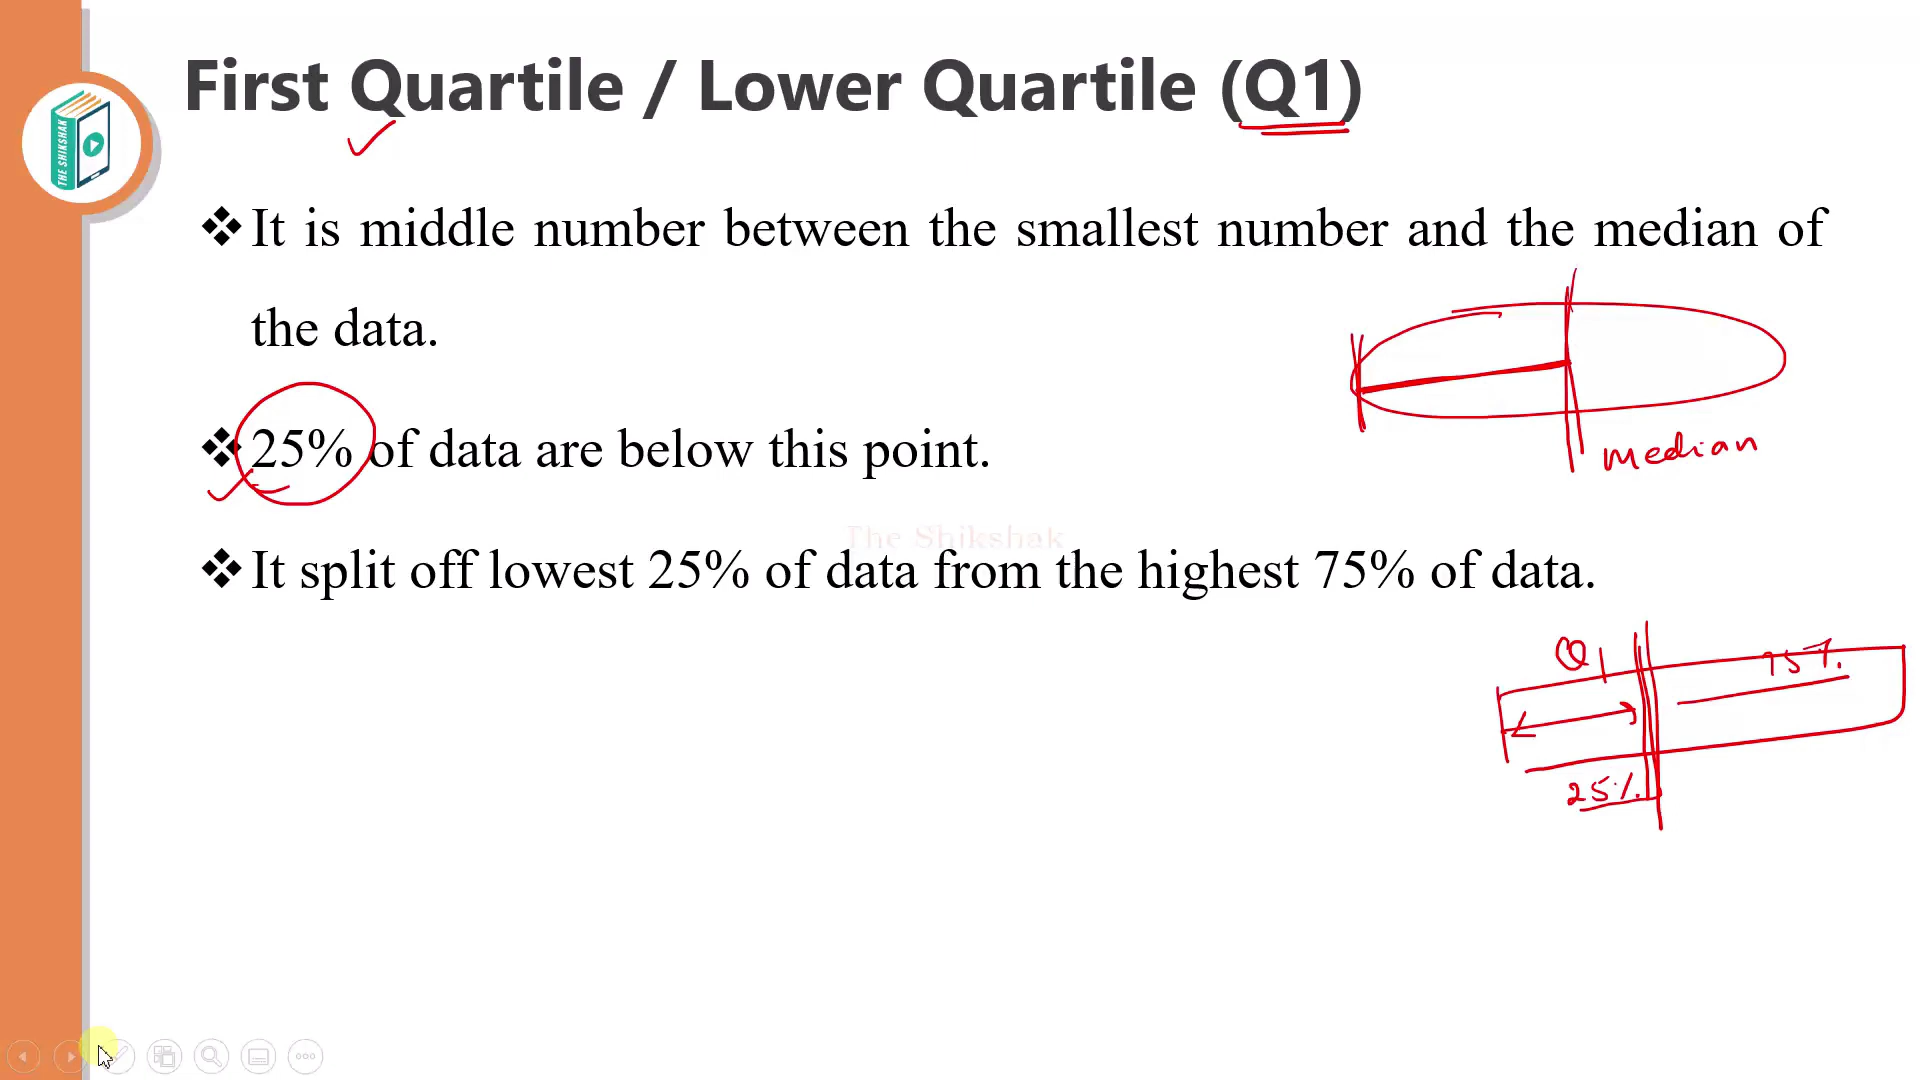 First Quartile / Lower Quartile (Q1)
THE SHIKSHAK
❖ It is middle number between the smallest number and the median of
the data.
❖ 25% of data are below this point.
median
The Shikshak
❖ It split off lowest 25% of data from the highest 75% of data.
Q1
75%.
25%.